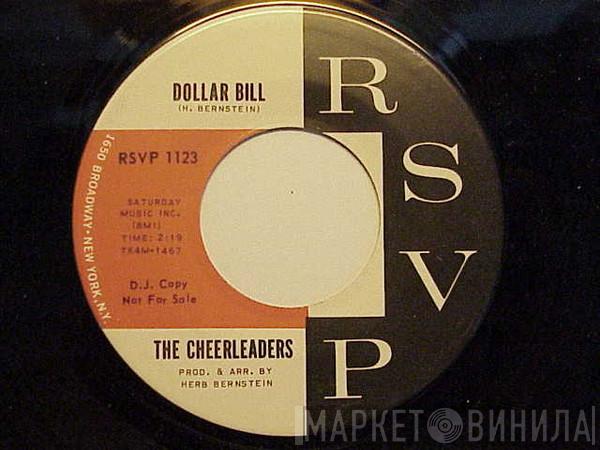 DOLLAR BILL
(H. BERNSTEIN)
RSVP 1123
1650 BROADWAY-NEW YORK, N.Y.
SATURDAY
MUSIC INC.
(BMI)
TIME: 2:19
TK4M-1467
D.J. Copy
Not For Sale
THE CHEERLEADERS
PROD. & ARR. BY
HERB BERNSTEIN
R
S
V
P
МАРКЕТ ВИНИЛА